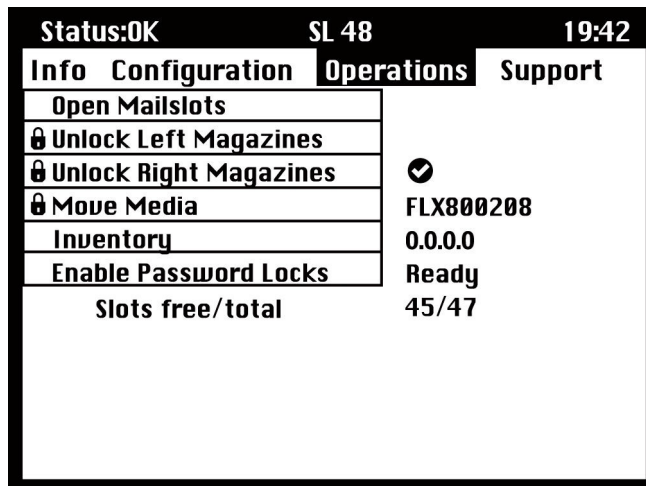 Status:OK SL 48 19:42
Info Configuration Operations Support
Open Mailslots
Unlock Left Magazines
Unlock Right Magazines
Move Media FLX800208
Inventory 0.0.0.0
Enable Password Locks Ready
Slots free/total 45/47